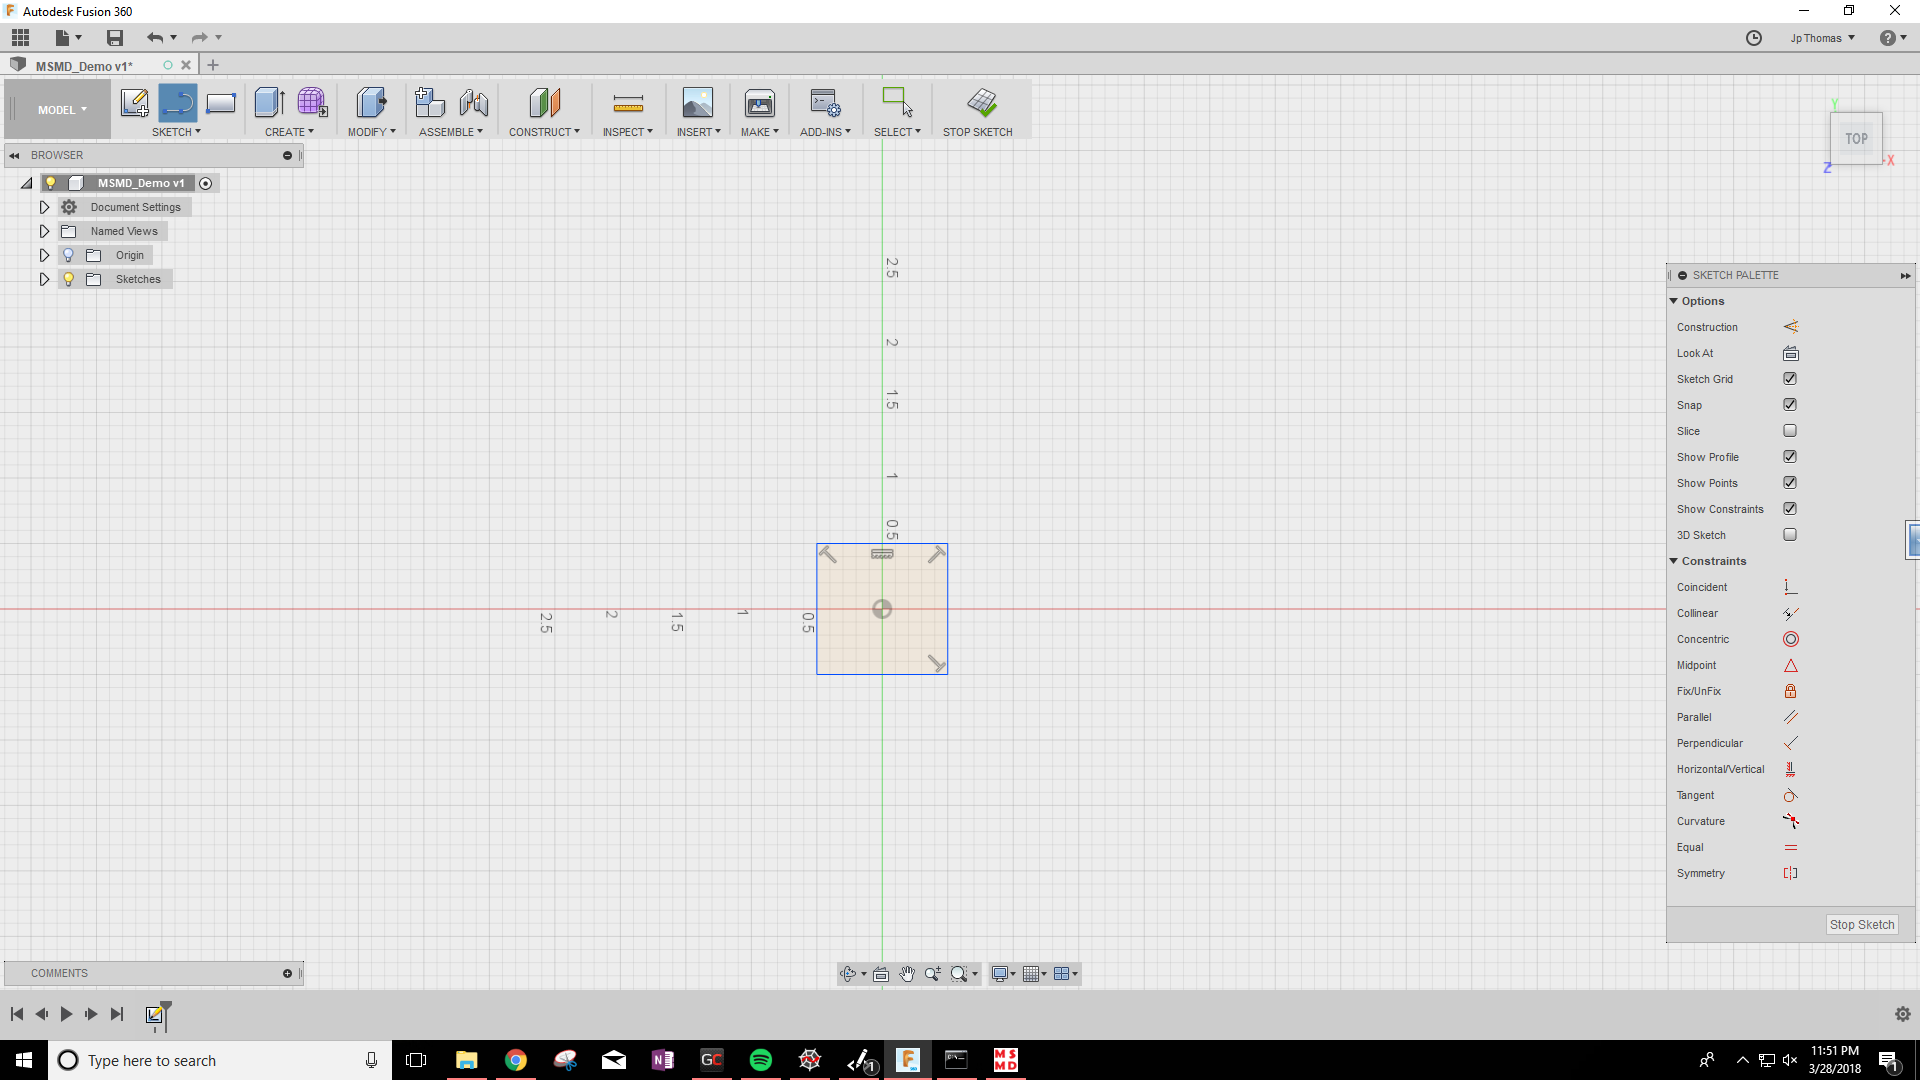 Autodesk Fusion 360
Jp Thomas
MSMD_Demo v1*
MODEL
SKETCH
CREATE
MODIFY
ASSEMBLE
CONSTRUCT
INSPECT
INSERT
MAKE
ADD-INS
SELECT
STOP SKETCH
Y
TOP
X
Z
BROWSER
MSMD_Demo v1
Document Settings
Named Views
Origin
Sketches
2.5
2
1.5
1
0.5
2.5
2
1.5
1
0.5
SKETCH PALETTE
Options
Construction
Look At
Sketch Grid
Snap
Slice
Show Profile
Show Points
Show Constraints
3D Sketch
Constraints
Coincident
Collinear
Concentric
Midpoint
Fix/UnFix
Parallel
Perpendicular
Horizontal/Vertical
Tangent
Curvature
Equal
Symmetry
Stop Sketch
COMMENTS
Type here to search
N
GC
1
F
360
MS
MD
11:51 PM
3/28/2018
1